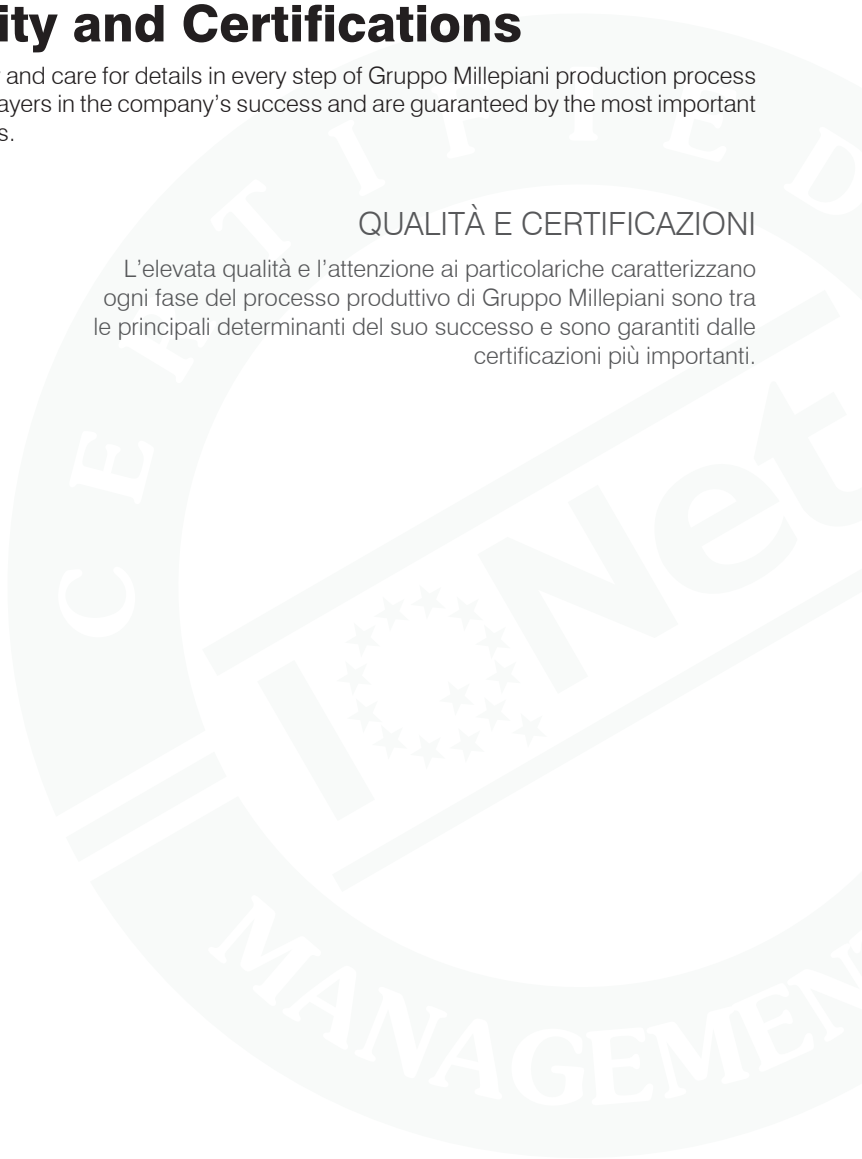 ity and Certifications
and care for details in every step of Gruppo Millepiani production process
ayers in the company's success and are guaranteed by the most important
s.
QUALITÀ E CERTIFICAZIONI
L'elevata qualità e l'attenzione ai particolariche caratterizzano
ogni fase del processo produttivo di Gruppo Millepiani sono tra
le principali determinanti del suo successo e sono garantiti dalle
certificazioni più importanti.
CERTIFIED
IQNet
MANAGEMEN